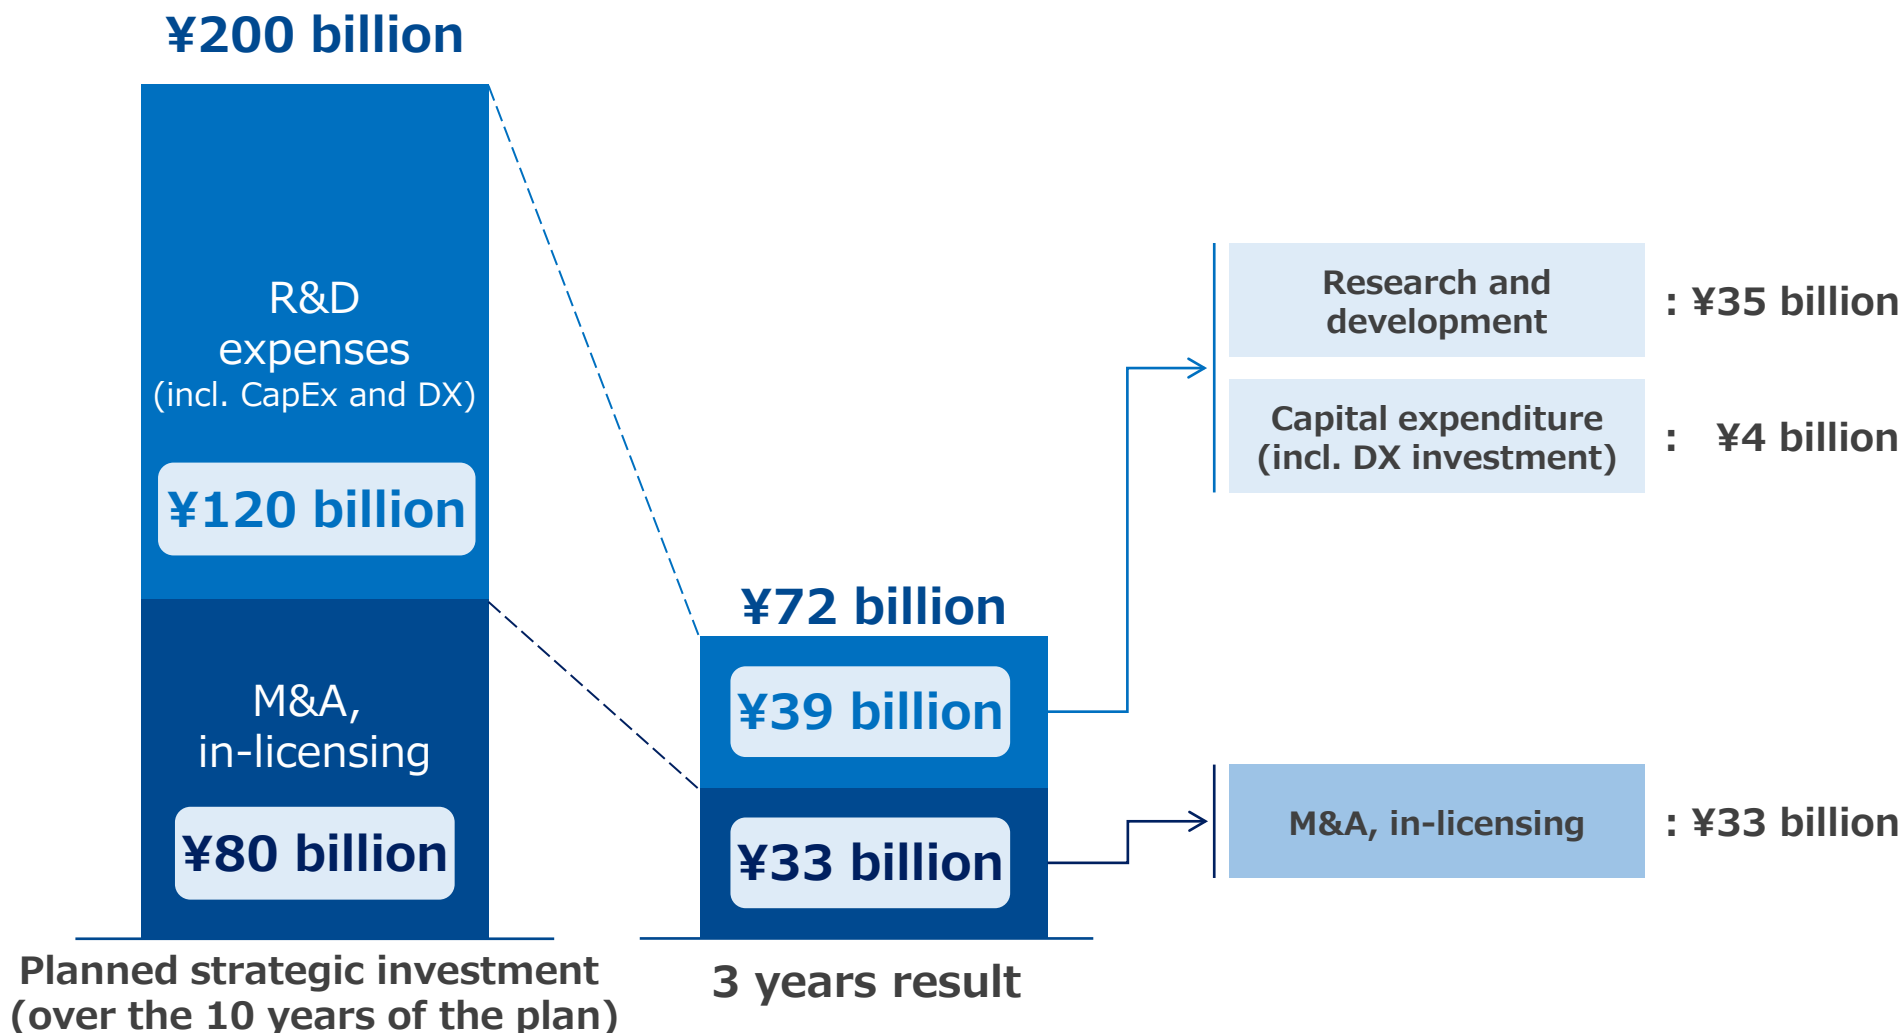 ¥200 billion
R&D
expenses
(incl. CapEx and DX)
¥120 billion
M&A,
in-licensing
¥80 billion
Planned strategic investment
(over the 10 years of the plan)
¥72 billion
¥39 billion
¥33 billion
3 years result
Research and
development
: ¥35 billion
Capital expenditure
(incl. DX investment)
: ¥4 billion
M&A, in-licensing
: ¥33 billion